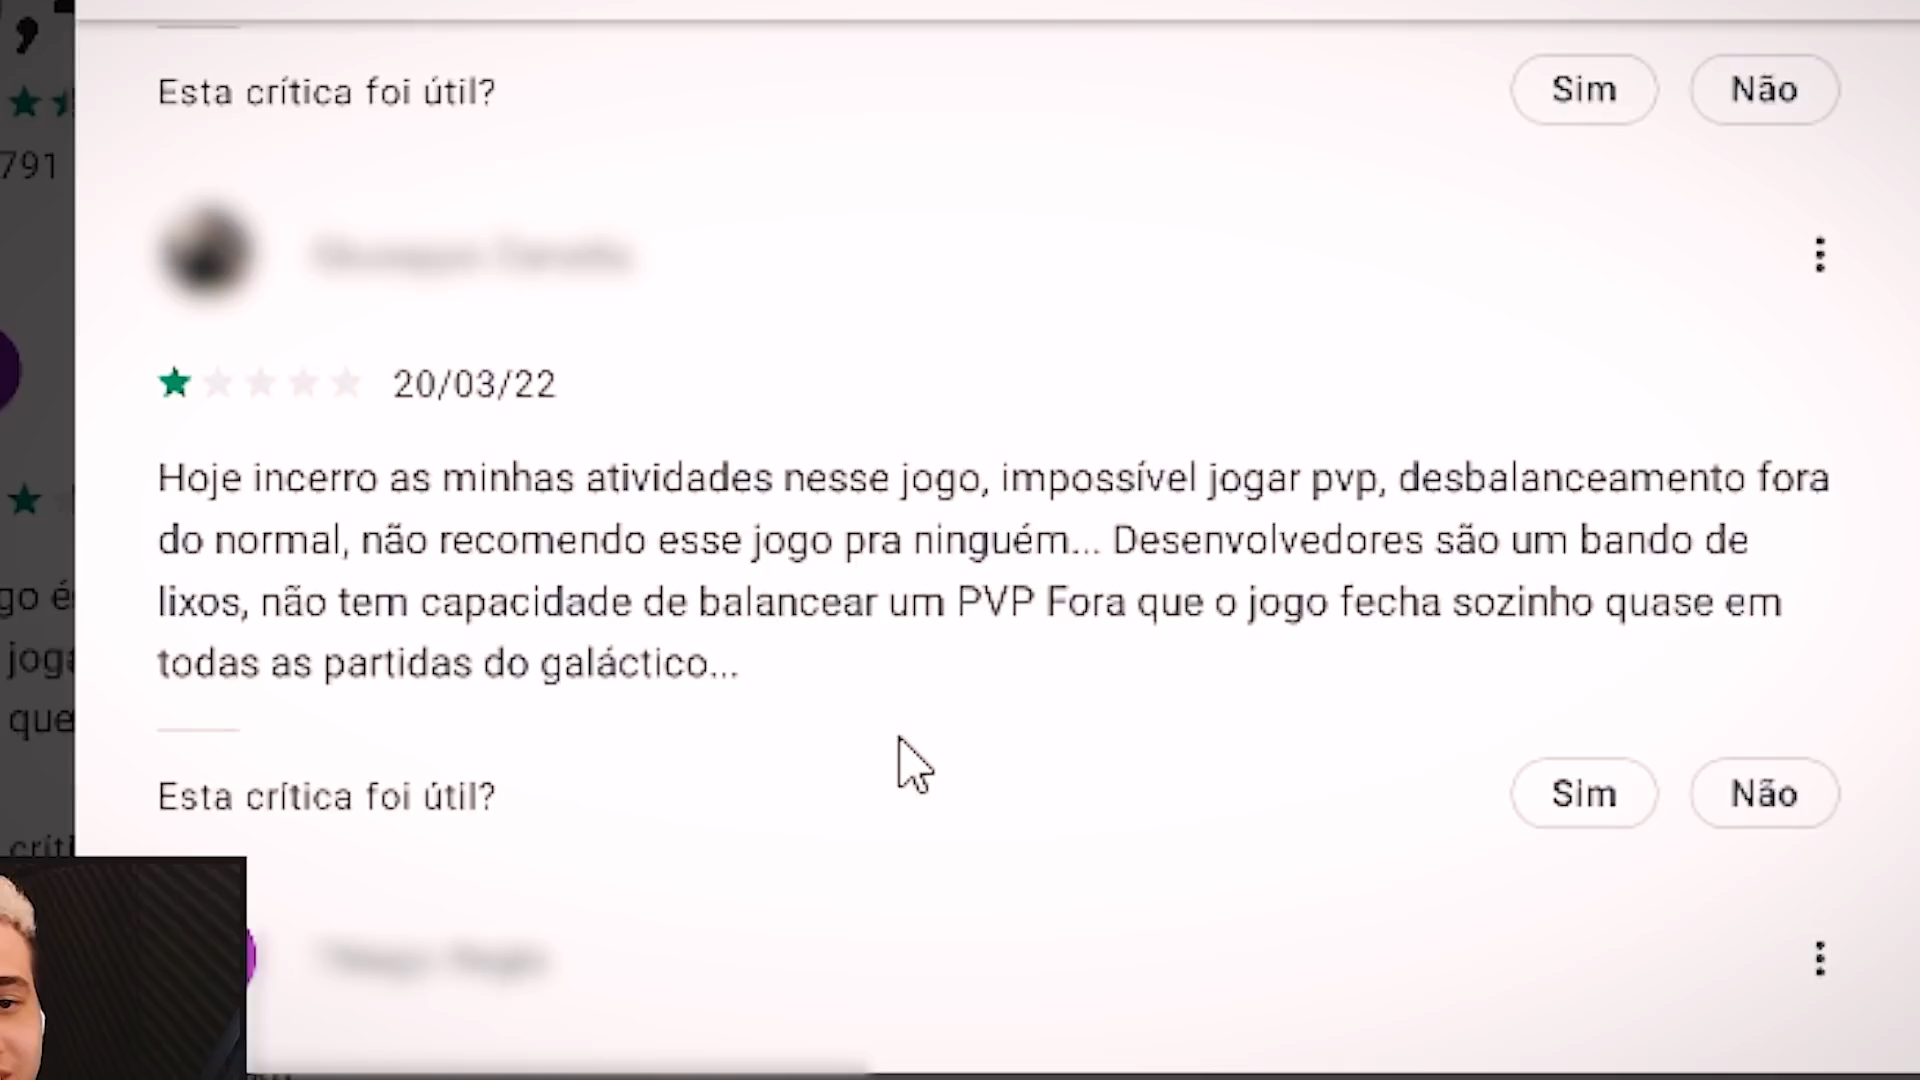 Esta crítica foi útil?
Sim
Não
791
20/03/22
Hoje incerro as minhas atividades nesse jogo, impossível jogar pvp, desbalanceamento fora
do normal, não recomendo esse jogo pra ninguém... Desenvolvedores são um bando de
lixos, não tem capacidade de balancear um PVP Fora que o jogo fecha sozinho quase em
todas as partidas do galáctico...
go é
que
Esta crítica foi útil?
Sim
Não